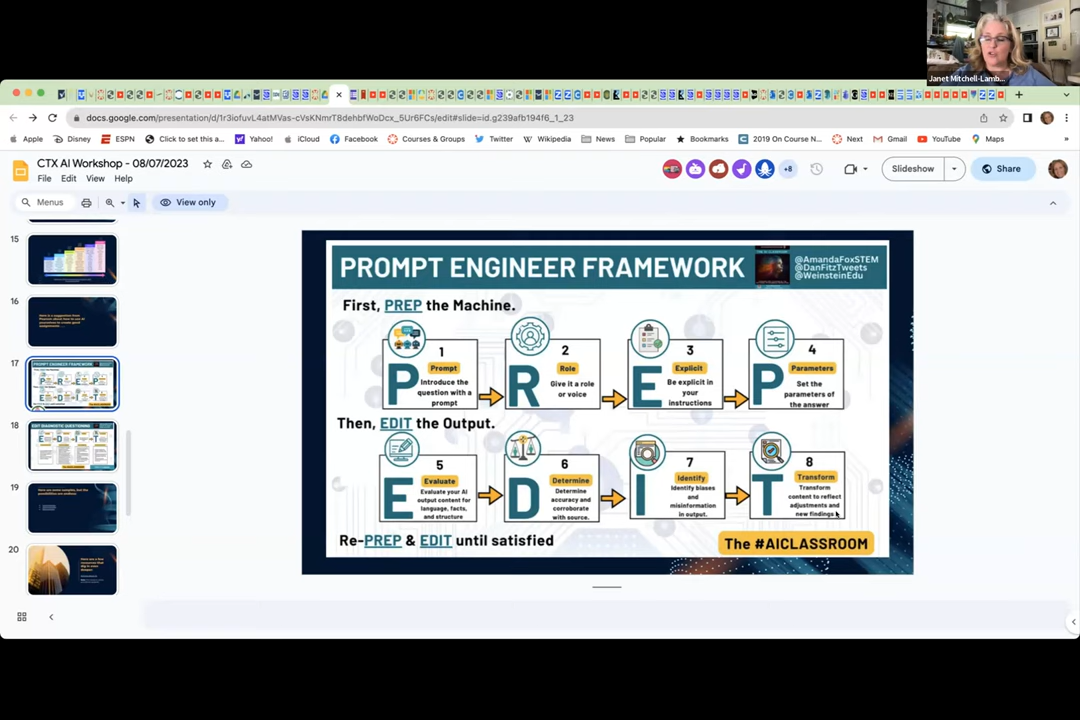 Janet Mitchell-Lamb...
docs.google.com/presentation/d/1r3iofuvL4atMVas-cVsKNmrT8dehbfWoDcx_5Ur6FCs/edit#slide=id.g239afb194f6_1_23
Apple Disney ESPN Click to set this a... Yahoo! iCloud Facebook Courses & Groups Twitter Wikipedia News Popular Bookmarks 2019 On Course N... Next Gmail YouTube Maps »
CTX AI Workshop - 08/07/2023
File Edit View Help
+8
Slideshow
Share
Menus
View only
15
16
17
18
19
20
PROMPT ENGINEER FRAMEWORK
@AmandaFoxSTEM
@DanFitzTweets
@WeinsteinEdu
First, PREP the Machine.
P
1
Prompt
Introduce the
question with a
prompt
R
2
Role
Give it a role
or voice
E
3
Explicit
Be explicit in
your
instructions
P
4
Parameters
Set the
parameters of
the answer
Then, EDIT the Output.
E
5
Evaluate
Evaluate your AI
output content for
language, facts,
and structure
D
6
Determine
Determine
accuracy and
corroborate
with source.
I
7
Identify
Identify biases
and
misinformation
in output.
T
8
Transform
Transform
content to reflect
adjustments and
new findings
Re-PREP & EDIT until satisfied
The #AICLASSROOM